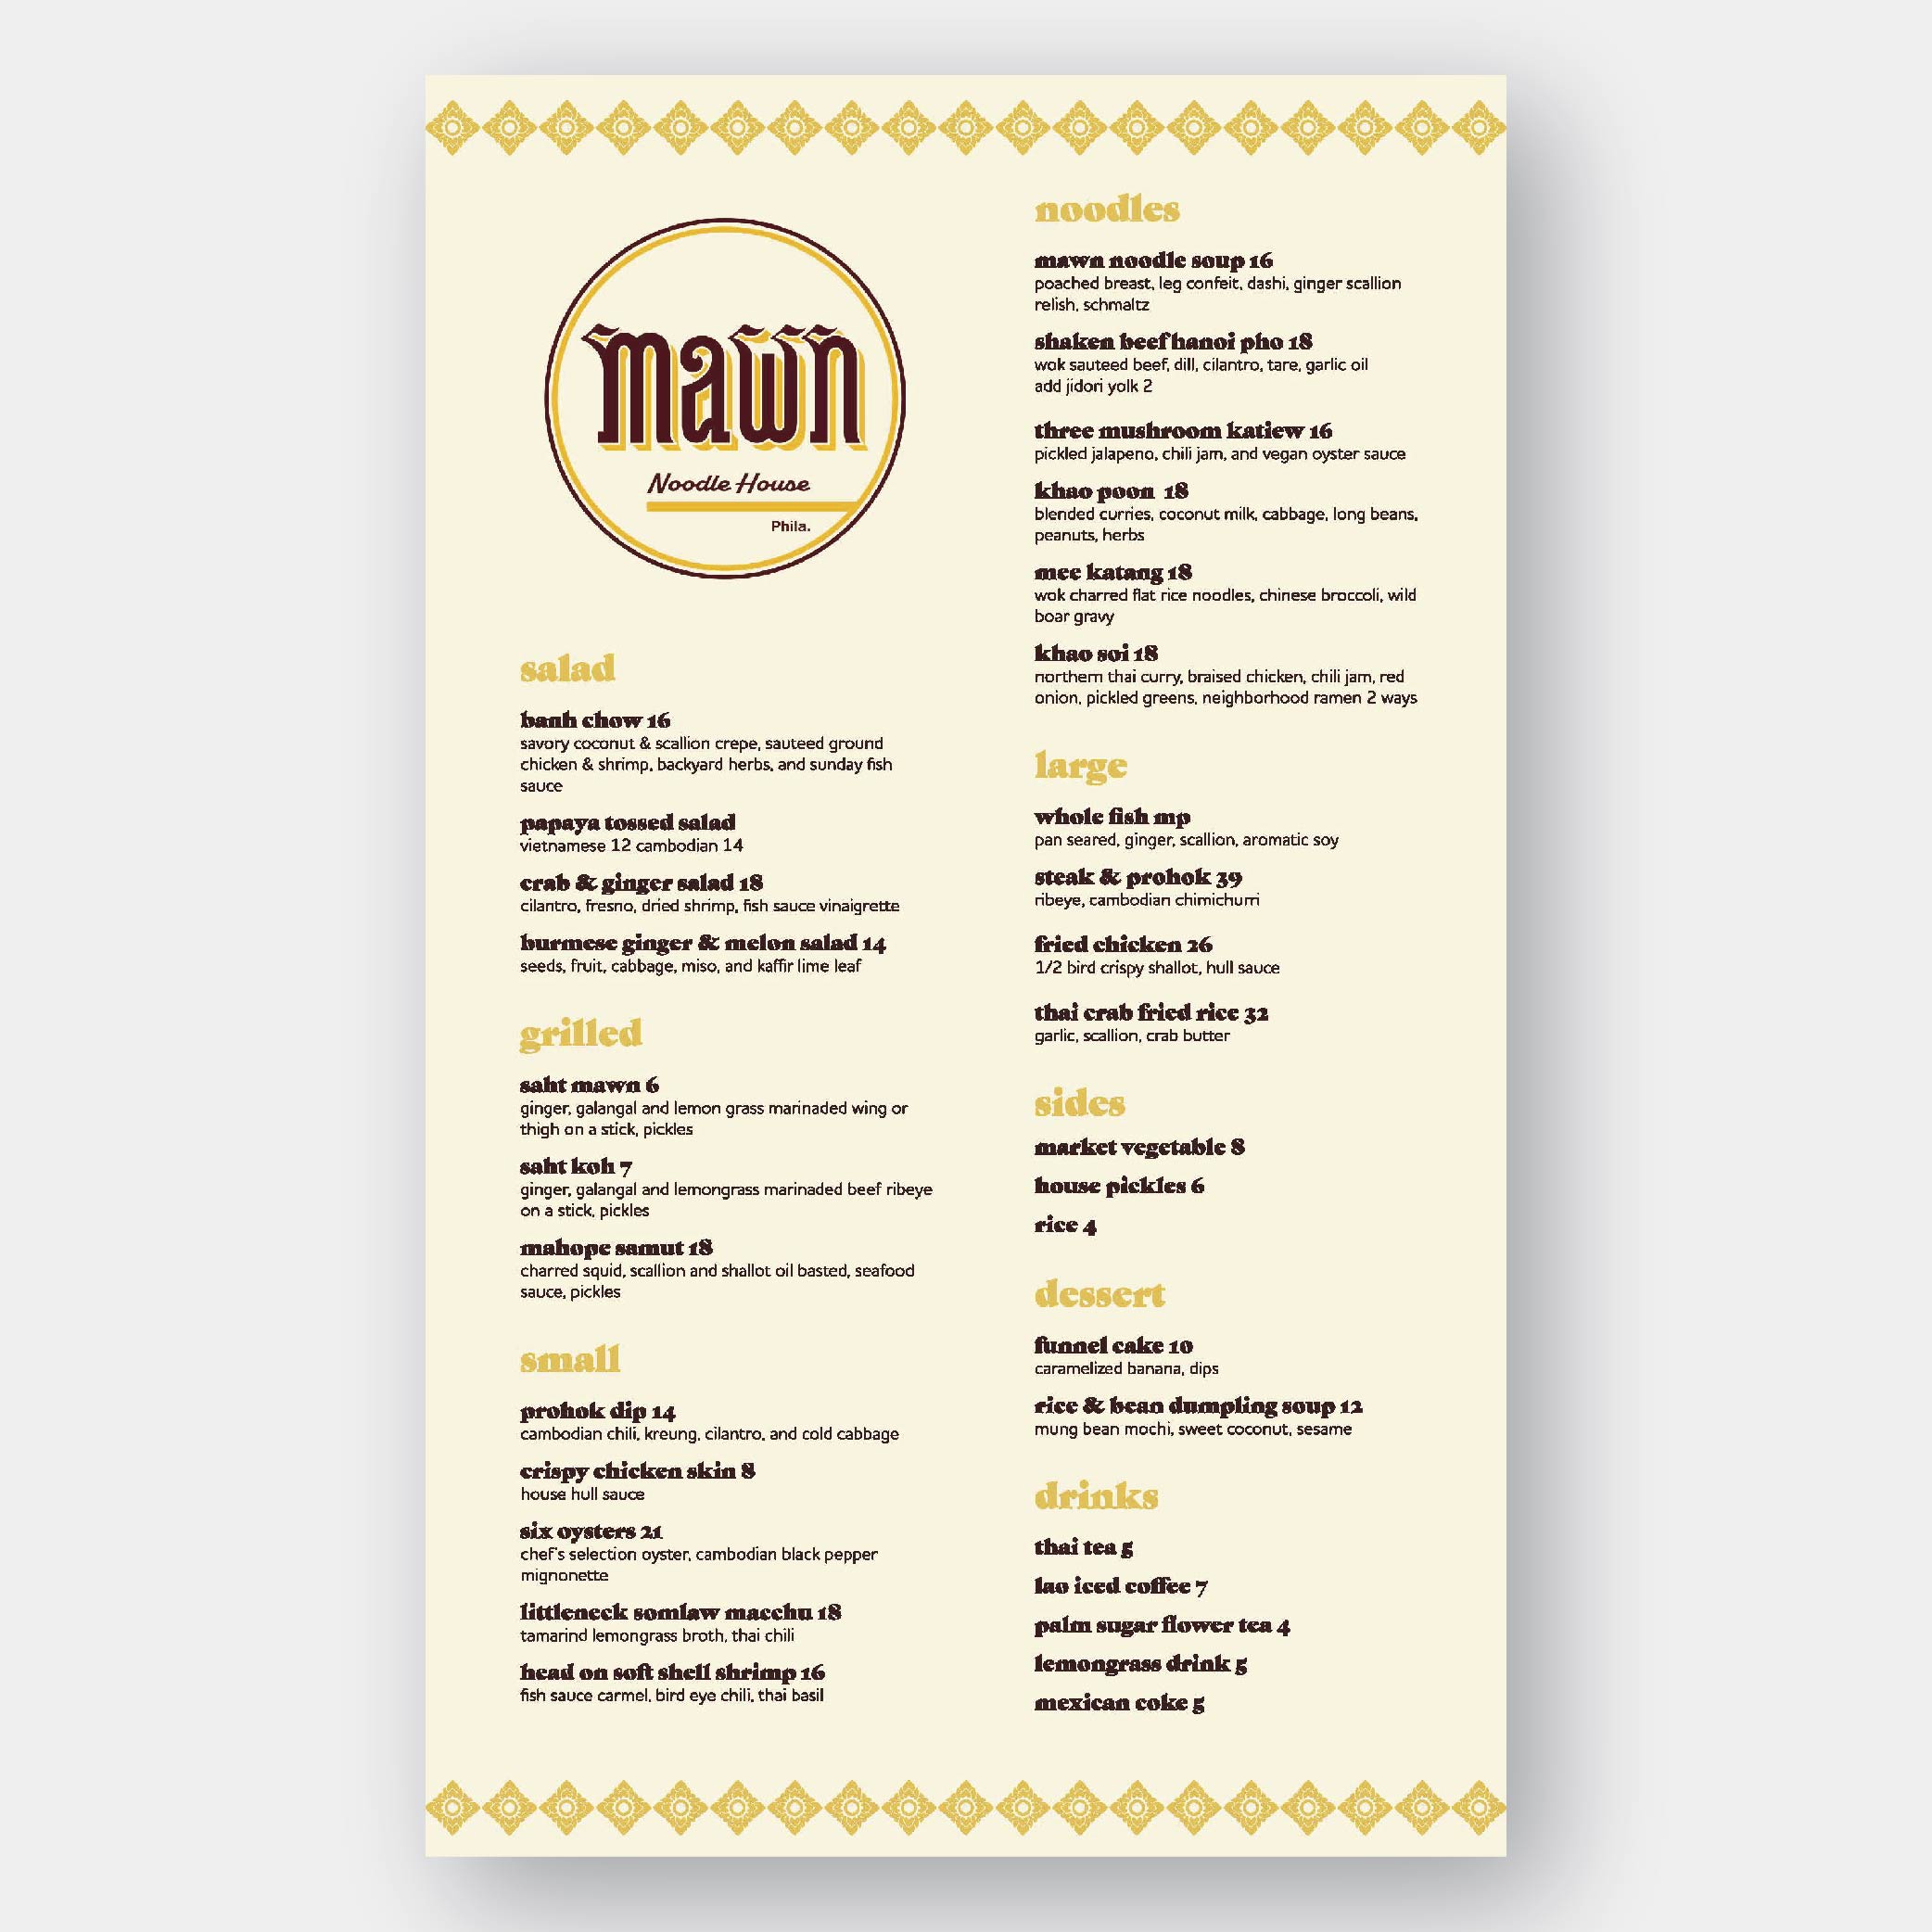 mawn
Noodle House
Phila.
salad
banh chow 16
savory coconut & scallion crepe, sauteed ground
chicken & shrimp, backyard herbs, and sunday fish
sauce
papaya tossed salad
vietnamese 12 cambodian 14
crab & ginger salad 18
cilantro, fresno, dried shrimp, fish sauce vinaigrette
burmese ginger & melon salad 14
seeds, fruit, cabbage, miso, and kaffir lime leaf
grilled
saht mawn 6
ginger, galangal and lemon grass marinaded wing or
thigh on a stick, pickles
saht koh 7
ginger, galangal and lemongrass marinaded beef ribeye
on a stick, pickles
mahope samut 18
charred squid, scallion and shallot oil basted, seafood
sauce, pickles
small
prohok dip 14
cambodian chili, kreung, cilantro, and cold cabbage
crispy chicken skin 8
house hull sauce
six oysters 21
chef's selection oyster, cambodian black pepper
mignonette
littleneck somlaw macchu 18
tamarind lemongrass broth, thai chili
head on soft shell shrimp 16
fish sauce carmel, bird eye chili, thai basil
noodles
mawn noodle soup 16
poached breast, leg confeit, dashi, ginger scallion
relish, schmaltz
shaken beef hanoi pho 18
wok sauteed beef, dill, cilantro, tare, garlic oil
add jidori yolk 2
three mushroom katiew 16
pickled jalapeno, chili jam, and vegan oyster sauce
khao poon 18
blended curries, coconut milk, cabbage, long beans,
peanuts, herbs
mee katang 18
wok charred flat rice noodles, chinese broccoli, wild
boar gravy
khao soi 18
northern thai curry, braised chicken, chili jam, red
onion, pickled greens, neighborhood ramen 2 ways
large
whole fish mp
pan seared, ginger, scallion, aromatic soy
steak & prohok 39
ribeye, cambodian chimichurri
fried chicken 26
1/2 bird crispy shallot, hull sauce
thai crab fried rice 32
garlic, scallion, crab butter
sides
market vegetable 8
house pickles 6
rice 4
dessert
funnel cake 10
caramelized banana, dips
rice & bean dumpling soup 12
mung bean mochi, sweet coconut, sesame
drinks
thai tea 5
lao iced coffee 7
palm sugar flower tea 4
lemongrass drink 5
mexican coke 5